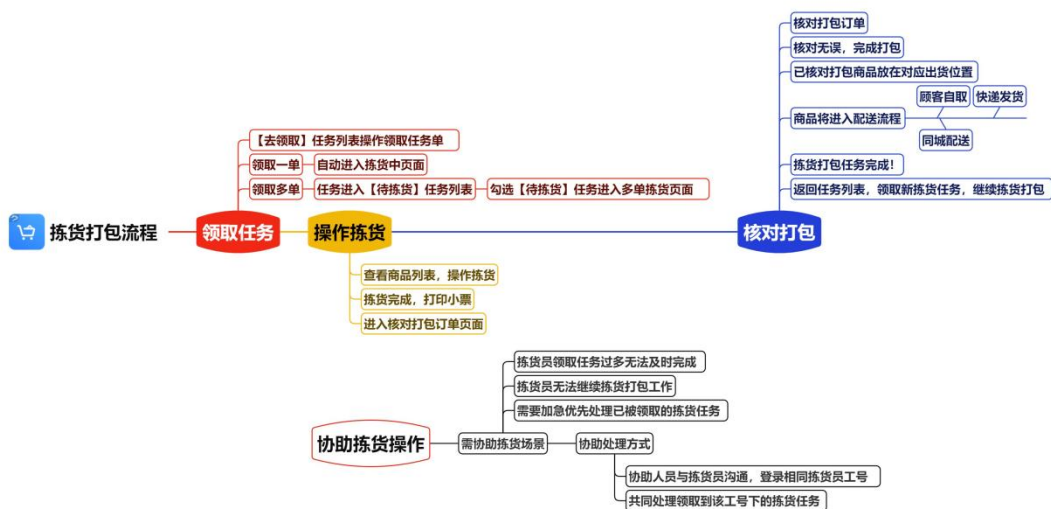 拣货打包流程
领取任务
【去领取】任务列表操作领取任务单
领取一单
自动进入拣货中页面
领取多单
任务进入【待拣货】任务列表
勾选【待拣货】任务进入多单拣货页面
操作拣货
查看商品列表，操作拣货
拣货完成，打印小票
进入核对打包订单页面
核对打包
核对打包订单
核对无误，完成打包
已核对打包商品放在对应出货位置
商品将进入配送流程
顾客自取
快递发货
同城配送
拣货打包任务完成！
返回任务列表，领取新拣货任务，继续拣货打包
协助拣货操作
需协助拣货场景
拣货员领取任务过多无法及时完成
拣货员无法继续拣货打包工作
需要加急优先处理已被领取的拣货任务
协助处理方式
协助人员与拣货员沟通，登录相同拣货员工号
共同处理领取到该工号下的拣货任务